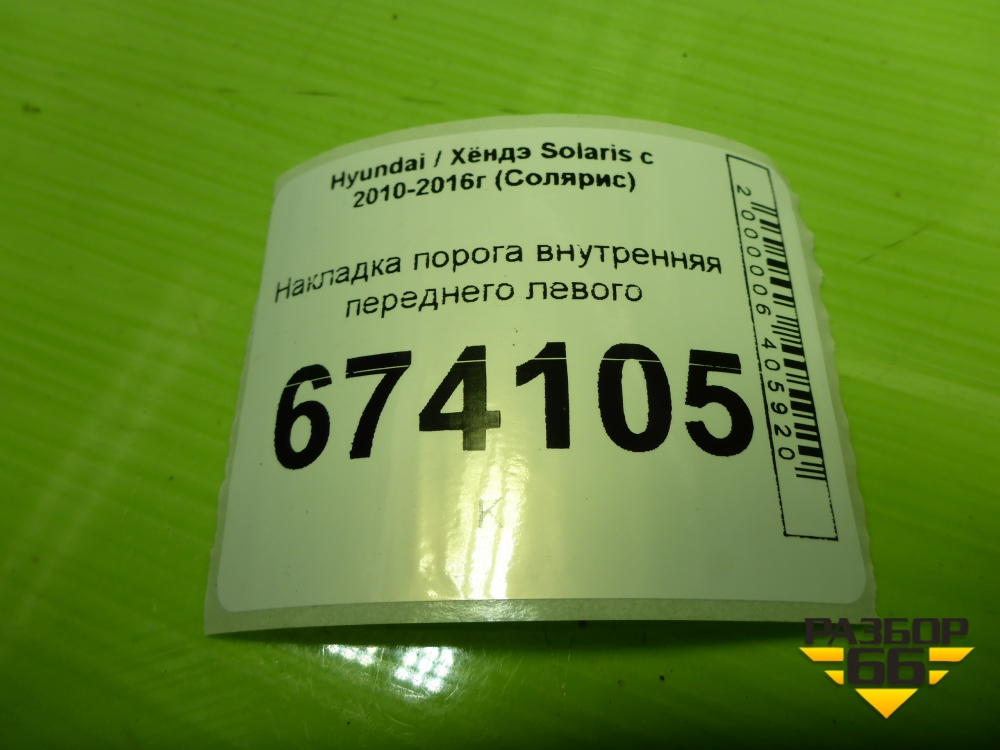 Hyundai / Хёндэ Solaris с
2010-2016г (Солярис)
Накладка порога внутренняя
переднего левого
674105
К
2000006405920
РАЗБОР
66